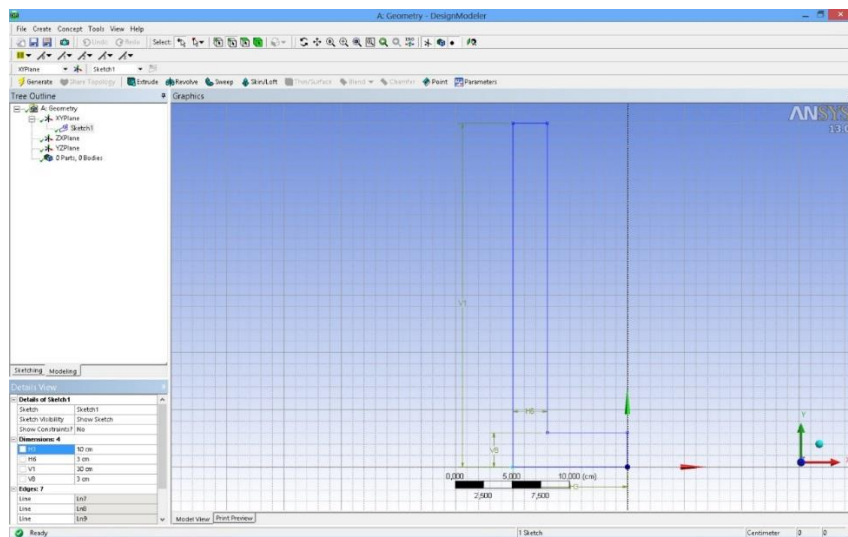 A: Geometry - DesignModeler
File Create Concept Tools View Help
Undo Redo Select:
XYPlane Sketch1
Generate Share Topology Extrude Revolve Sweep Skin/Loft Thin/Surface Blend Chamfer Point Parameters
Tree Outline
A: Geometry
XYPlane
Sketch1
ZXPlane
YZPlane
0 Parts, 0 Bodies
Sketching Modeling
Details View
Details of Sketch1
Sketch Sketch1
Sketch Visibility Show Sketch
Show Constraints? No
Dimensions: 4
H3 10 cm
H6 3 cm
V1 30 cm
V8 3 cm
Edges: 7
Line Ln7
Line Ln8
Line Ln9
Graphics
ANSYS
13.0
V1
H6
V8
0,000 5,000 10,000 (cm)
2,500 7,500
H3
Y
X
Model View Print Preview
Ready 1 Sketch Centimeter 0 0